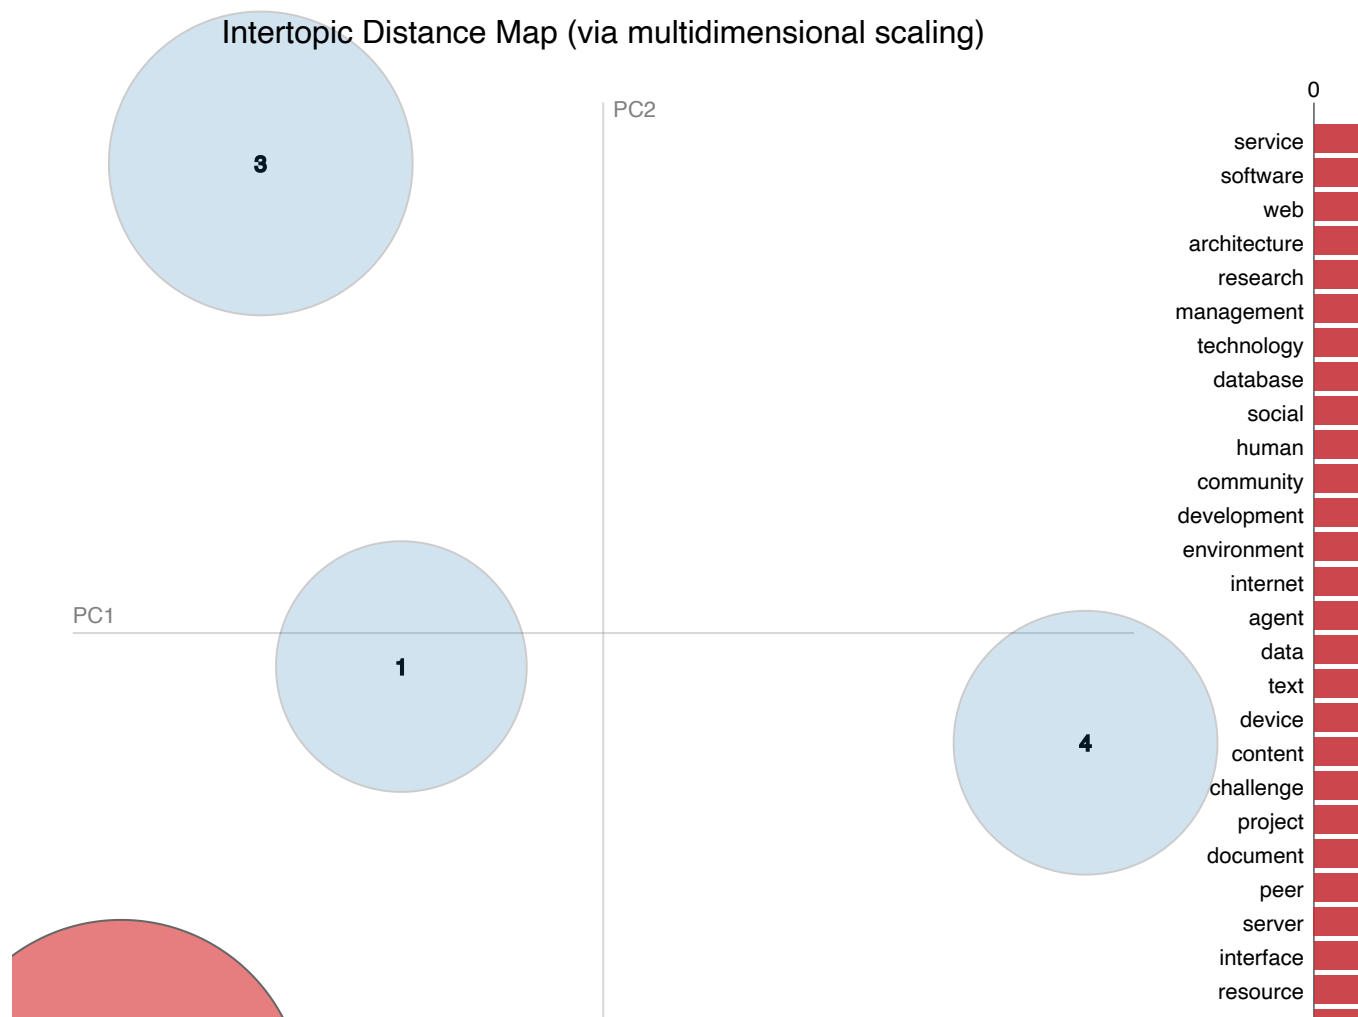 Intertopic Distance Map (via multidimensional scaling)
PC2
PC1
3
1
4
0
service
software
web
architecture
research
management
technology
database
social
human
community
development
environment
internet
agent
data
text
device
content
challenge
project
document
peer
server
interface
resource